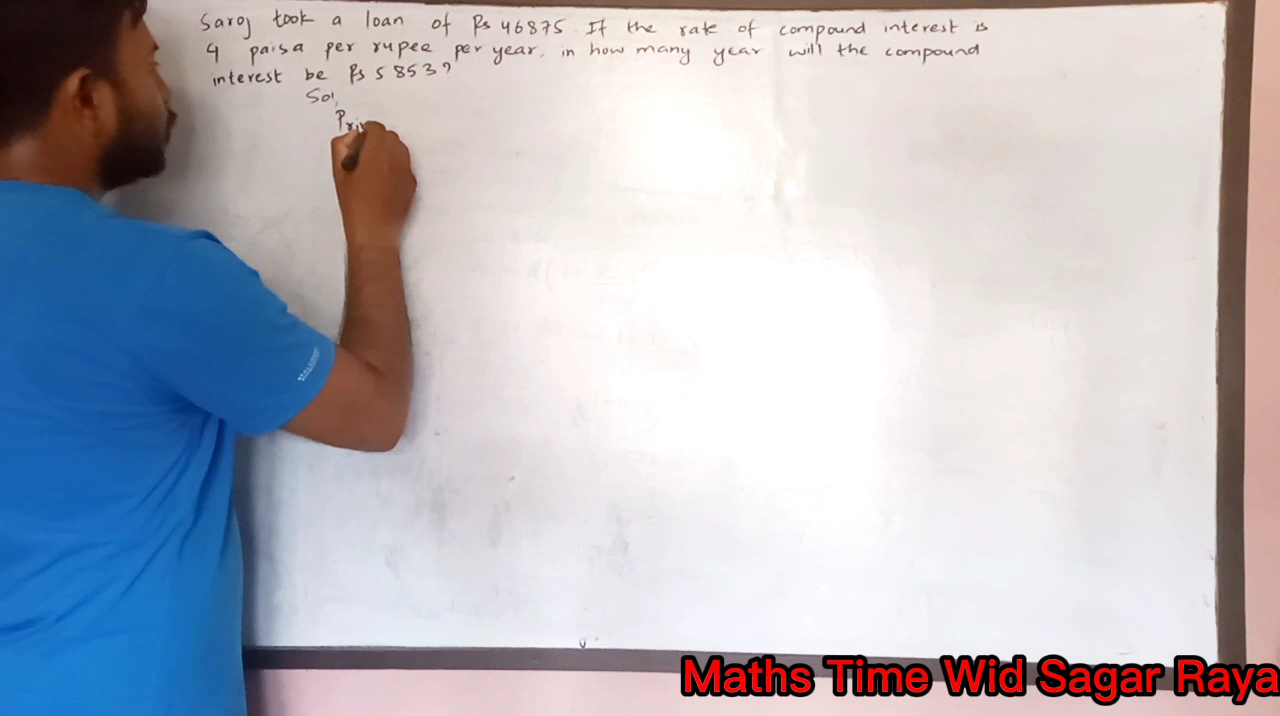 Saroj took a loan of Rs 46875. If the rate of compound interest is
4 paisa per rupee per year, in how many year will the compound
interest be Rs 5853?
Sol,
Prin
Maths Time Wid Sagar Raya